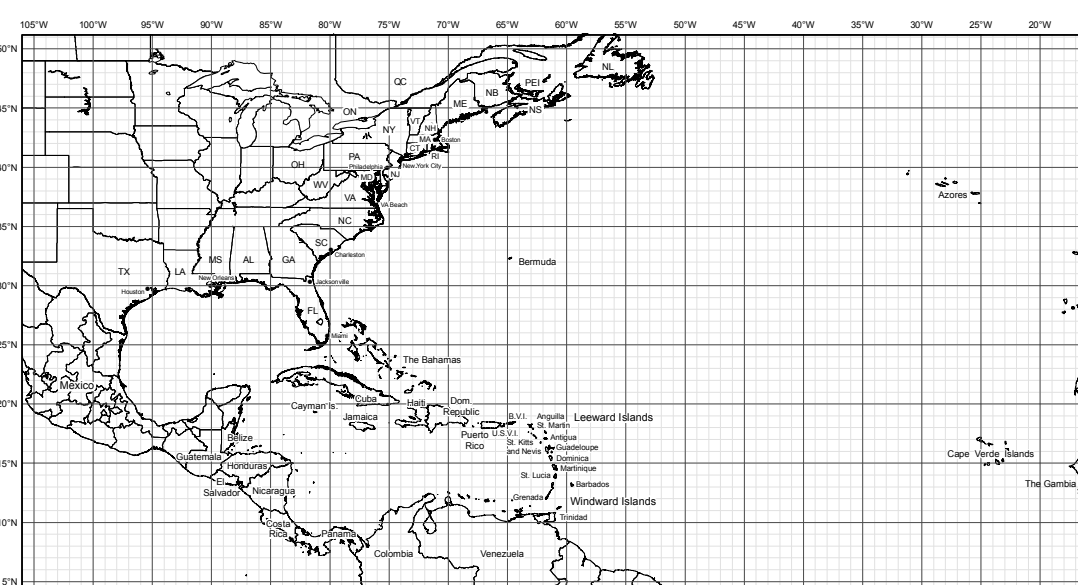 105°W 100°W 95°W 90°W 85°W 80°W 75°W 70°W 65°W 60°W 55°W 50°W 45°W 40°W 35°W 30°W 25°W 20°W
50°N
NL
QC
PEI
NB
ME
NS
45°N
ON
VT
NY
NH
MA
Boston
CT
RI
40°N
OH
PA
New York City
Philadelphia
NJ
MD
WV
VA
VA Beach
Azores
NC
35°N
SC
Charleston
TX
LA
MS
AL
GA
Bermuda
New Orleans
Jacksonville
30°N
Houston
FL
Miami
25°N
The Bahamas
Mexico
Cuba
20°N
Cayman Is.
Haiti
Dom.
Republic
Jamaica
B.V.I.
Anguilla
Leeward Islands
St. Martin
Puerto
Rico
U.S.V.I.
Antigua
St. Kitts
and Nevis
Guadeloupe
Belize
Guatemala
Dominica
Cape Verde Islands
15°N
Honduras
Martinique
St. Lucia
El
Salvador
Nicaragua
Barbados
The Gambia
Grenada
Windward Islands
Trinidad
10°N
Costa
Rica
Panama
Colombia
Venezuela
5°N